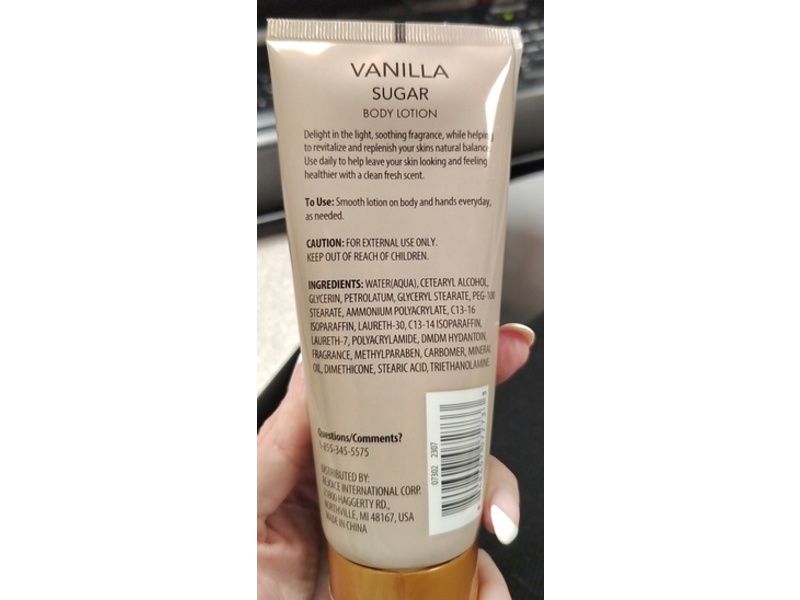 VANILLA
SUGAR
BODY LOTION
Delight in the light, soothing fragrance, while helping
to revitalize and replenish your skins natural balance.
Use daily to help leave your skin looking and feeling
healthier with a clean fresh scent.
To Use: Smooth lotion on body and hands everyday,
as needed.
CAUTION: FOR EXTERNAL USE ONLY.
KEEP OUT OF REACH OF CHILDREN.
INGREDIENTS: WATER(AQUA), CETEARYL ALCOHOL,
GLYCERIN, PETROLATUM, GLYCERYL STEARATE, PEG-100
STEARATE, AMMONIUM POLYACRYLATE, C13-16
ISOPARAFFIN, LAURETH-30, C13-14 ISOPARAFFIN,
LAURETH-7, POLYACRYLAMIDE, DMDM HYDANTOIN,
FRAGRANCE, METHYLPARABEN, CARBOMER, MINERAL
OIL, DIMETHICONE, STEARIC ACID, TRIETHANOLAMINE.
Questions/Comments?
1-855-345-5575
DISTRIBUTED BY:
REJOICE INTERNATIONAL CORP.
21800 HAGGERTY RD.,
NORTHVILLE, MI 48167, USA
MADE IN CHINA
07302 2307